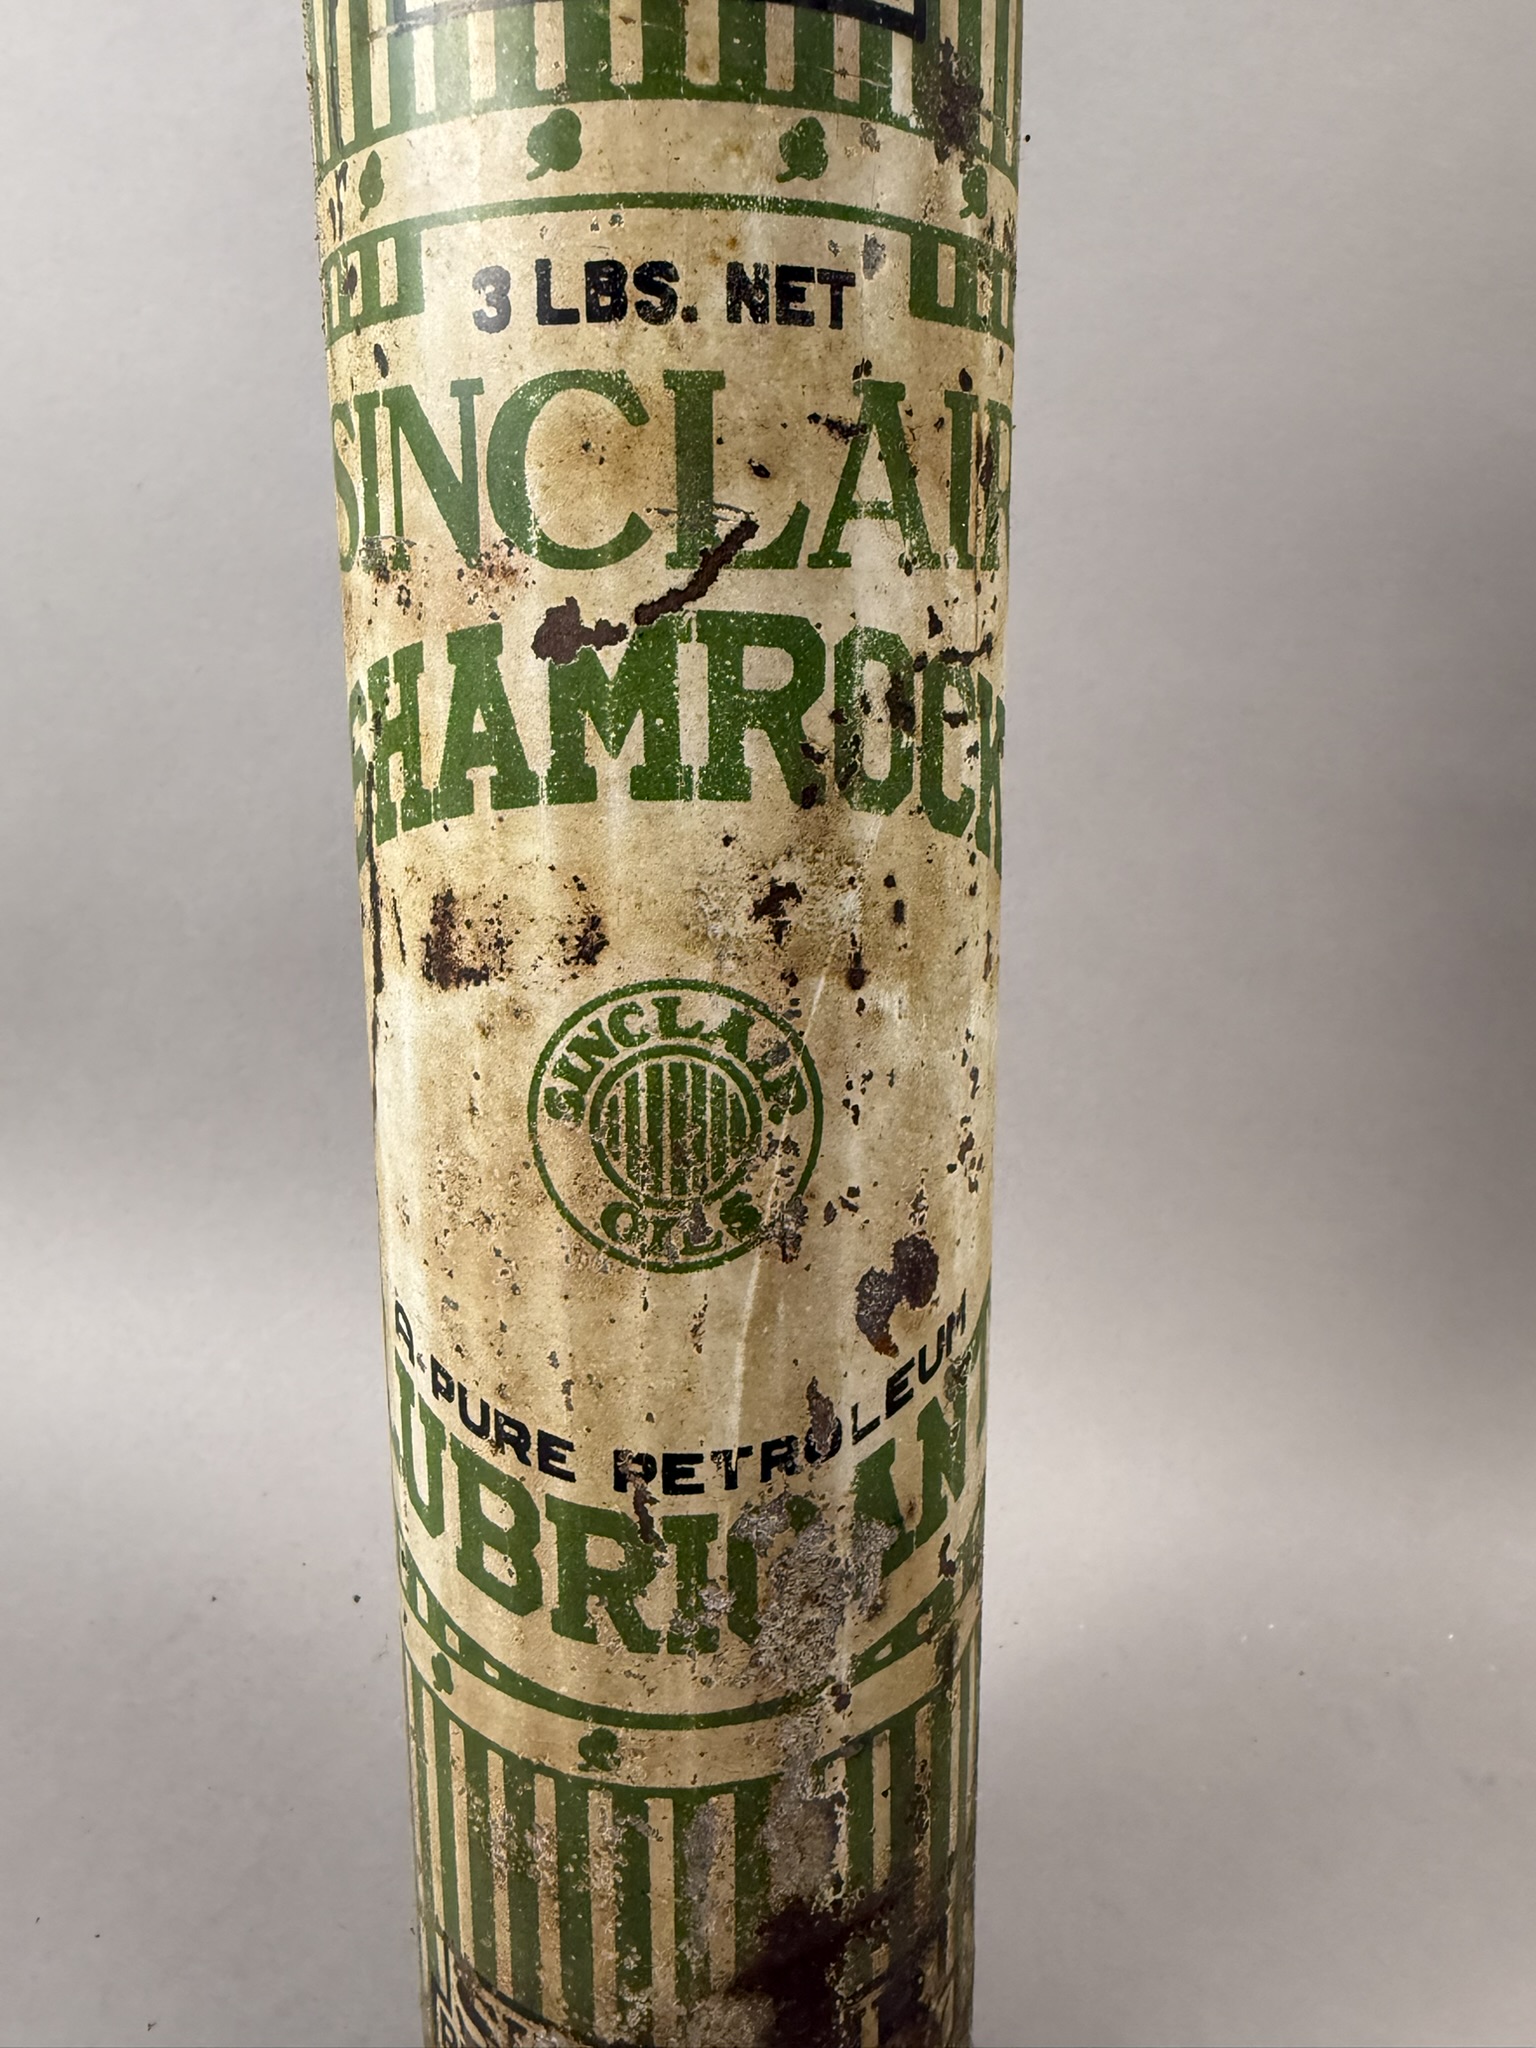 3 LBS. NET
SINCLAIR
SHAMROCK
SINCLAIR
OILS
A·PURE PETROLEUM
LUBRICANT